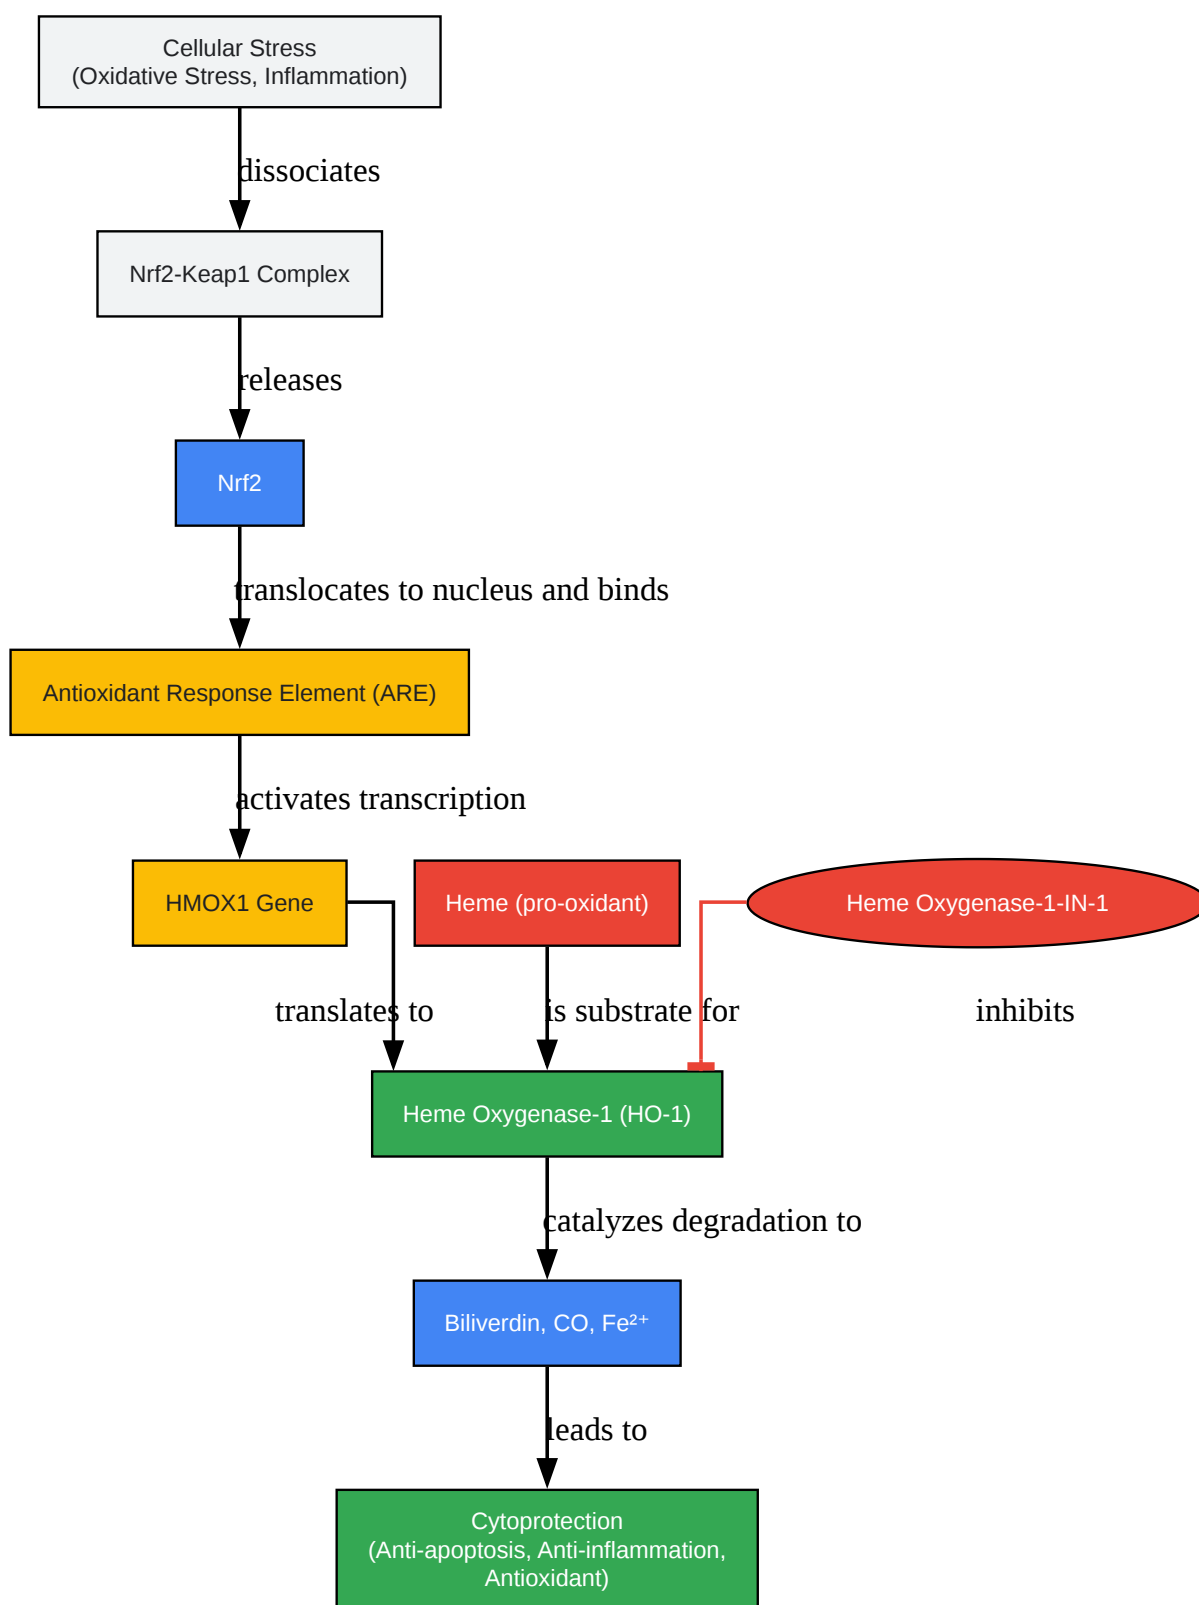 Cellular Stress
(Oxidative Stress, Inflammation)
dissociates
Nrf2-Keap1 Complex
releases
Nrf2
translocates to nucleus and binds
Antioxidant Response Element (ARE)
activates transcription
HMOX1 Gene
Heme (pro-oxidant)
Heme Oxygenase-1-IN-1
translates to
is substrate for
inhibits
Heme Oxygenase-1 (HO-1)
catalyzes degradation to
Biliverdin, CO, Fe²⁺
leads to
Cytoprotection
(Anti-apoptosis, Anti-inflammation,
Antioxidant)